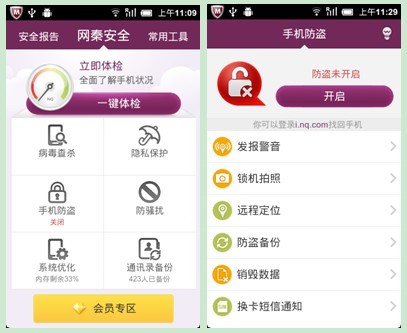 上午11:09
安全报告 网秦安全 常用工具
立即体检
全面了解手机状况
NQ
一键体检
病毒查杀 隐私保护
手机防盗 防骚扰
关闭
系统优化 通讯录备份
内存剩余33% 423人已备份
会员专区
上午11:29
手机防盗
防盗未开启
开启
你可以登录i.nq.com找回手机
发报警音
锁机拍照
远程定位
防盗备份
销毁数据
换 换卡短信通知